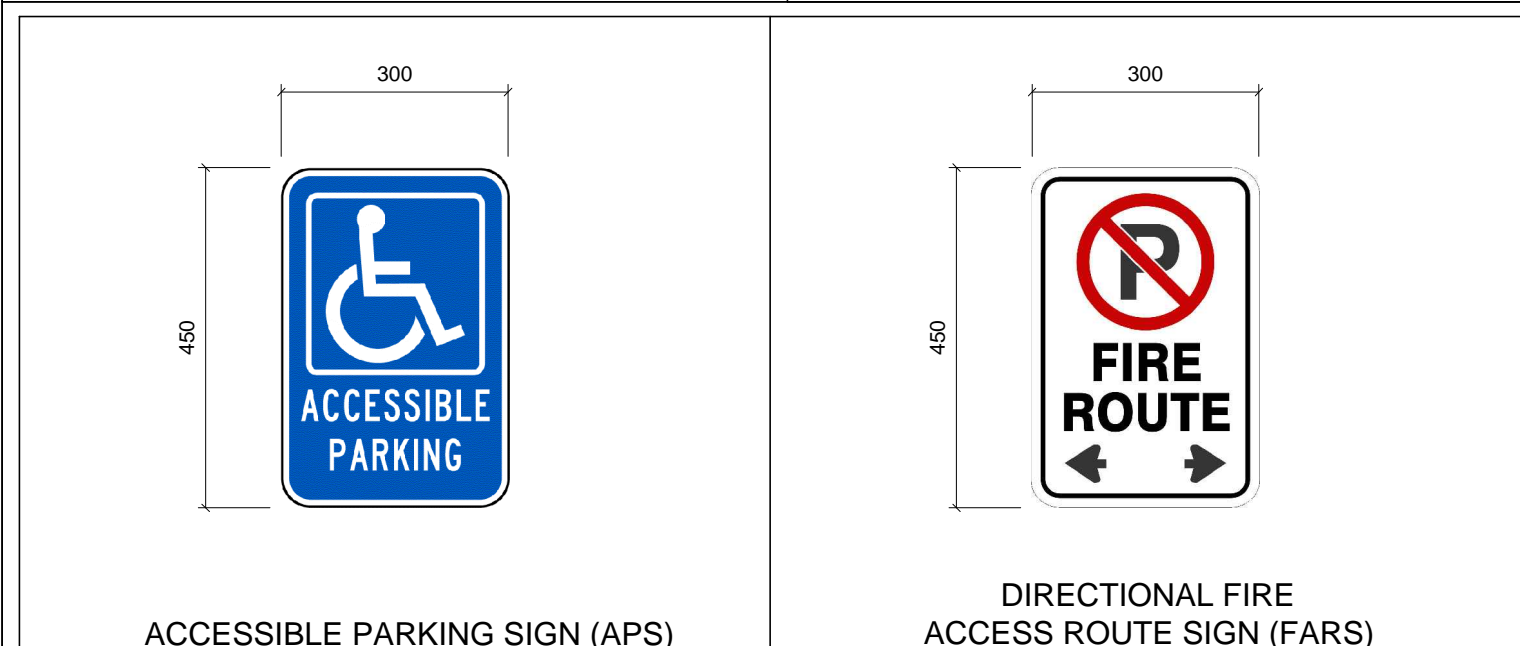 300
450
ACCESSIBLE
PARKING
ACCESSIBLE PARKING SIGN (APS)
300
450
P
FIRE
ROUTE
DIRECTIONAL FIRE
ACCESS ROUTE SIGN (FARS)